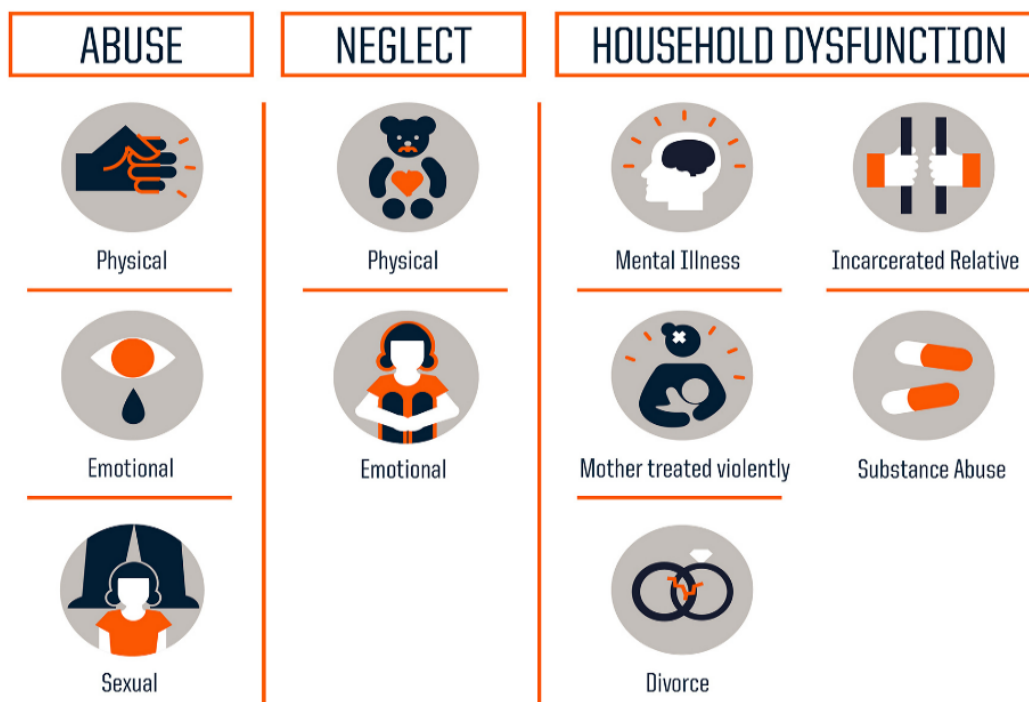 ABUSE
Physical
Emotional
Sexual
NEGLECT
Physical
Emotional
HOUSEHOLD DYSFUNCTION
Mental Illness
Incarcerated Relative
Mother treated violently
Substance Abuse
Divorce